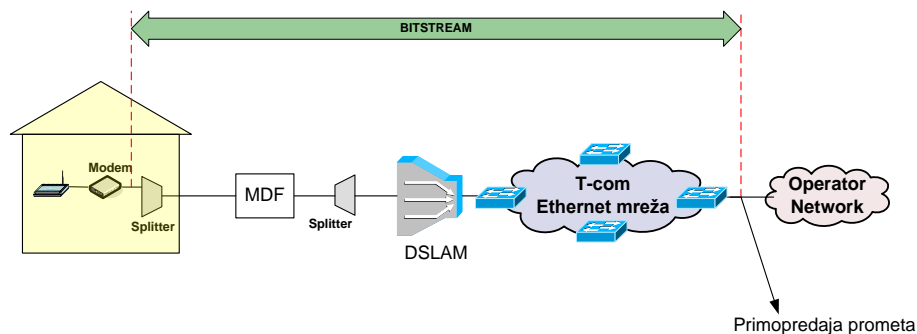 BITSTREAM
Modem
Splitter
MDF
Splitter
DSLAM
T-com
Ethernet mreža
Operator
Network
Primopredaja prometa